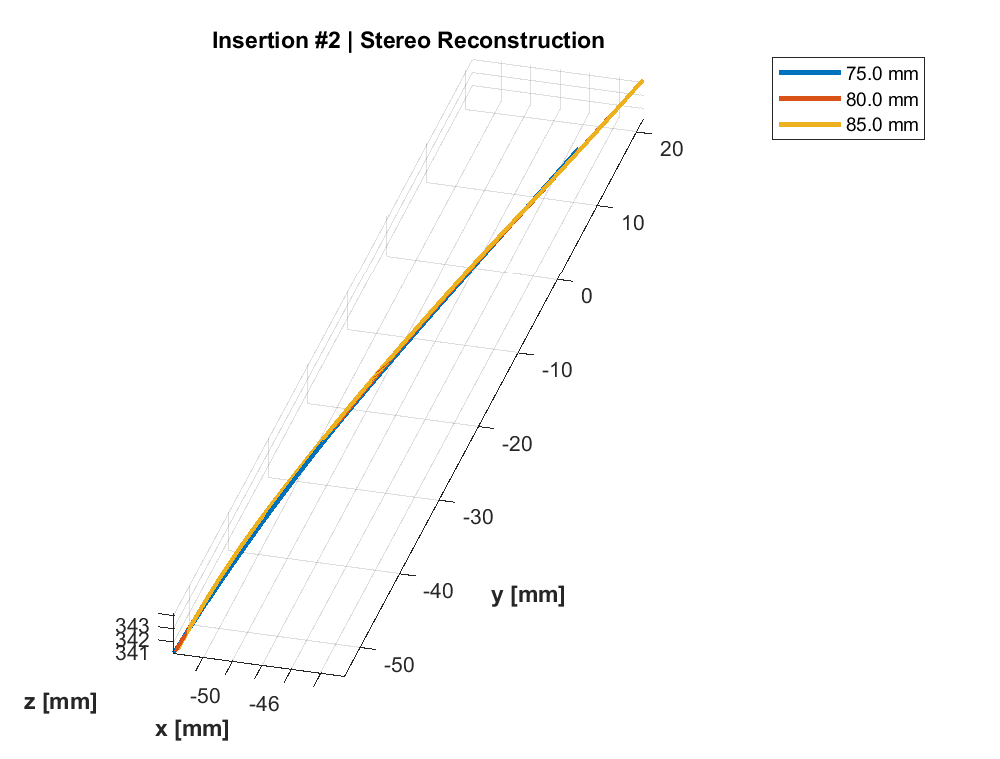 Insertion #2 | Stereo Reconstruction
75.0 mm
80.0 mm
85.0 mm
20
10
0
-10
-20
-30
-40
-50
y [mm]
343
342
341
z [mm]
-50
-46
x [mm]